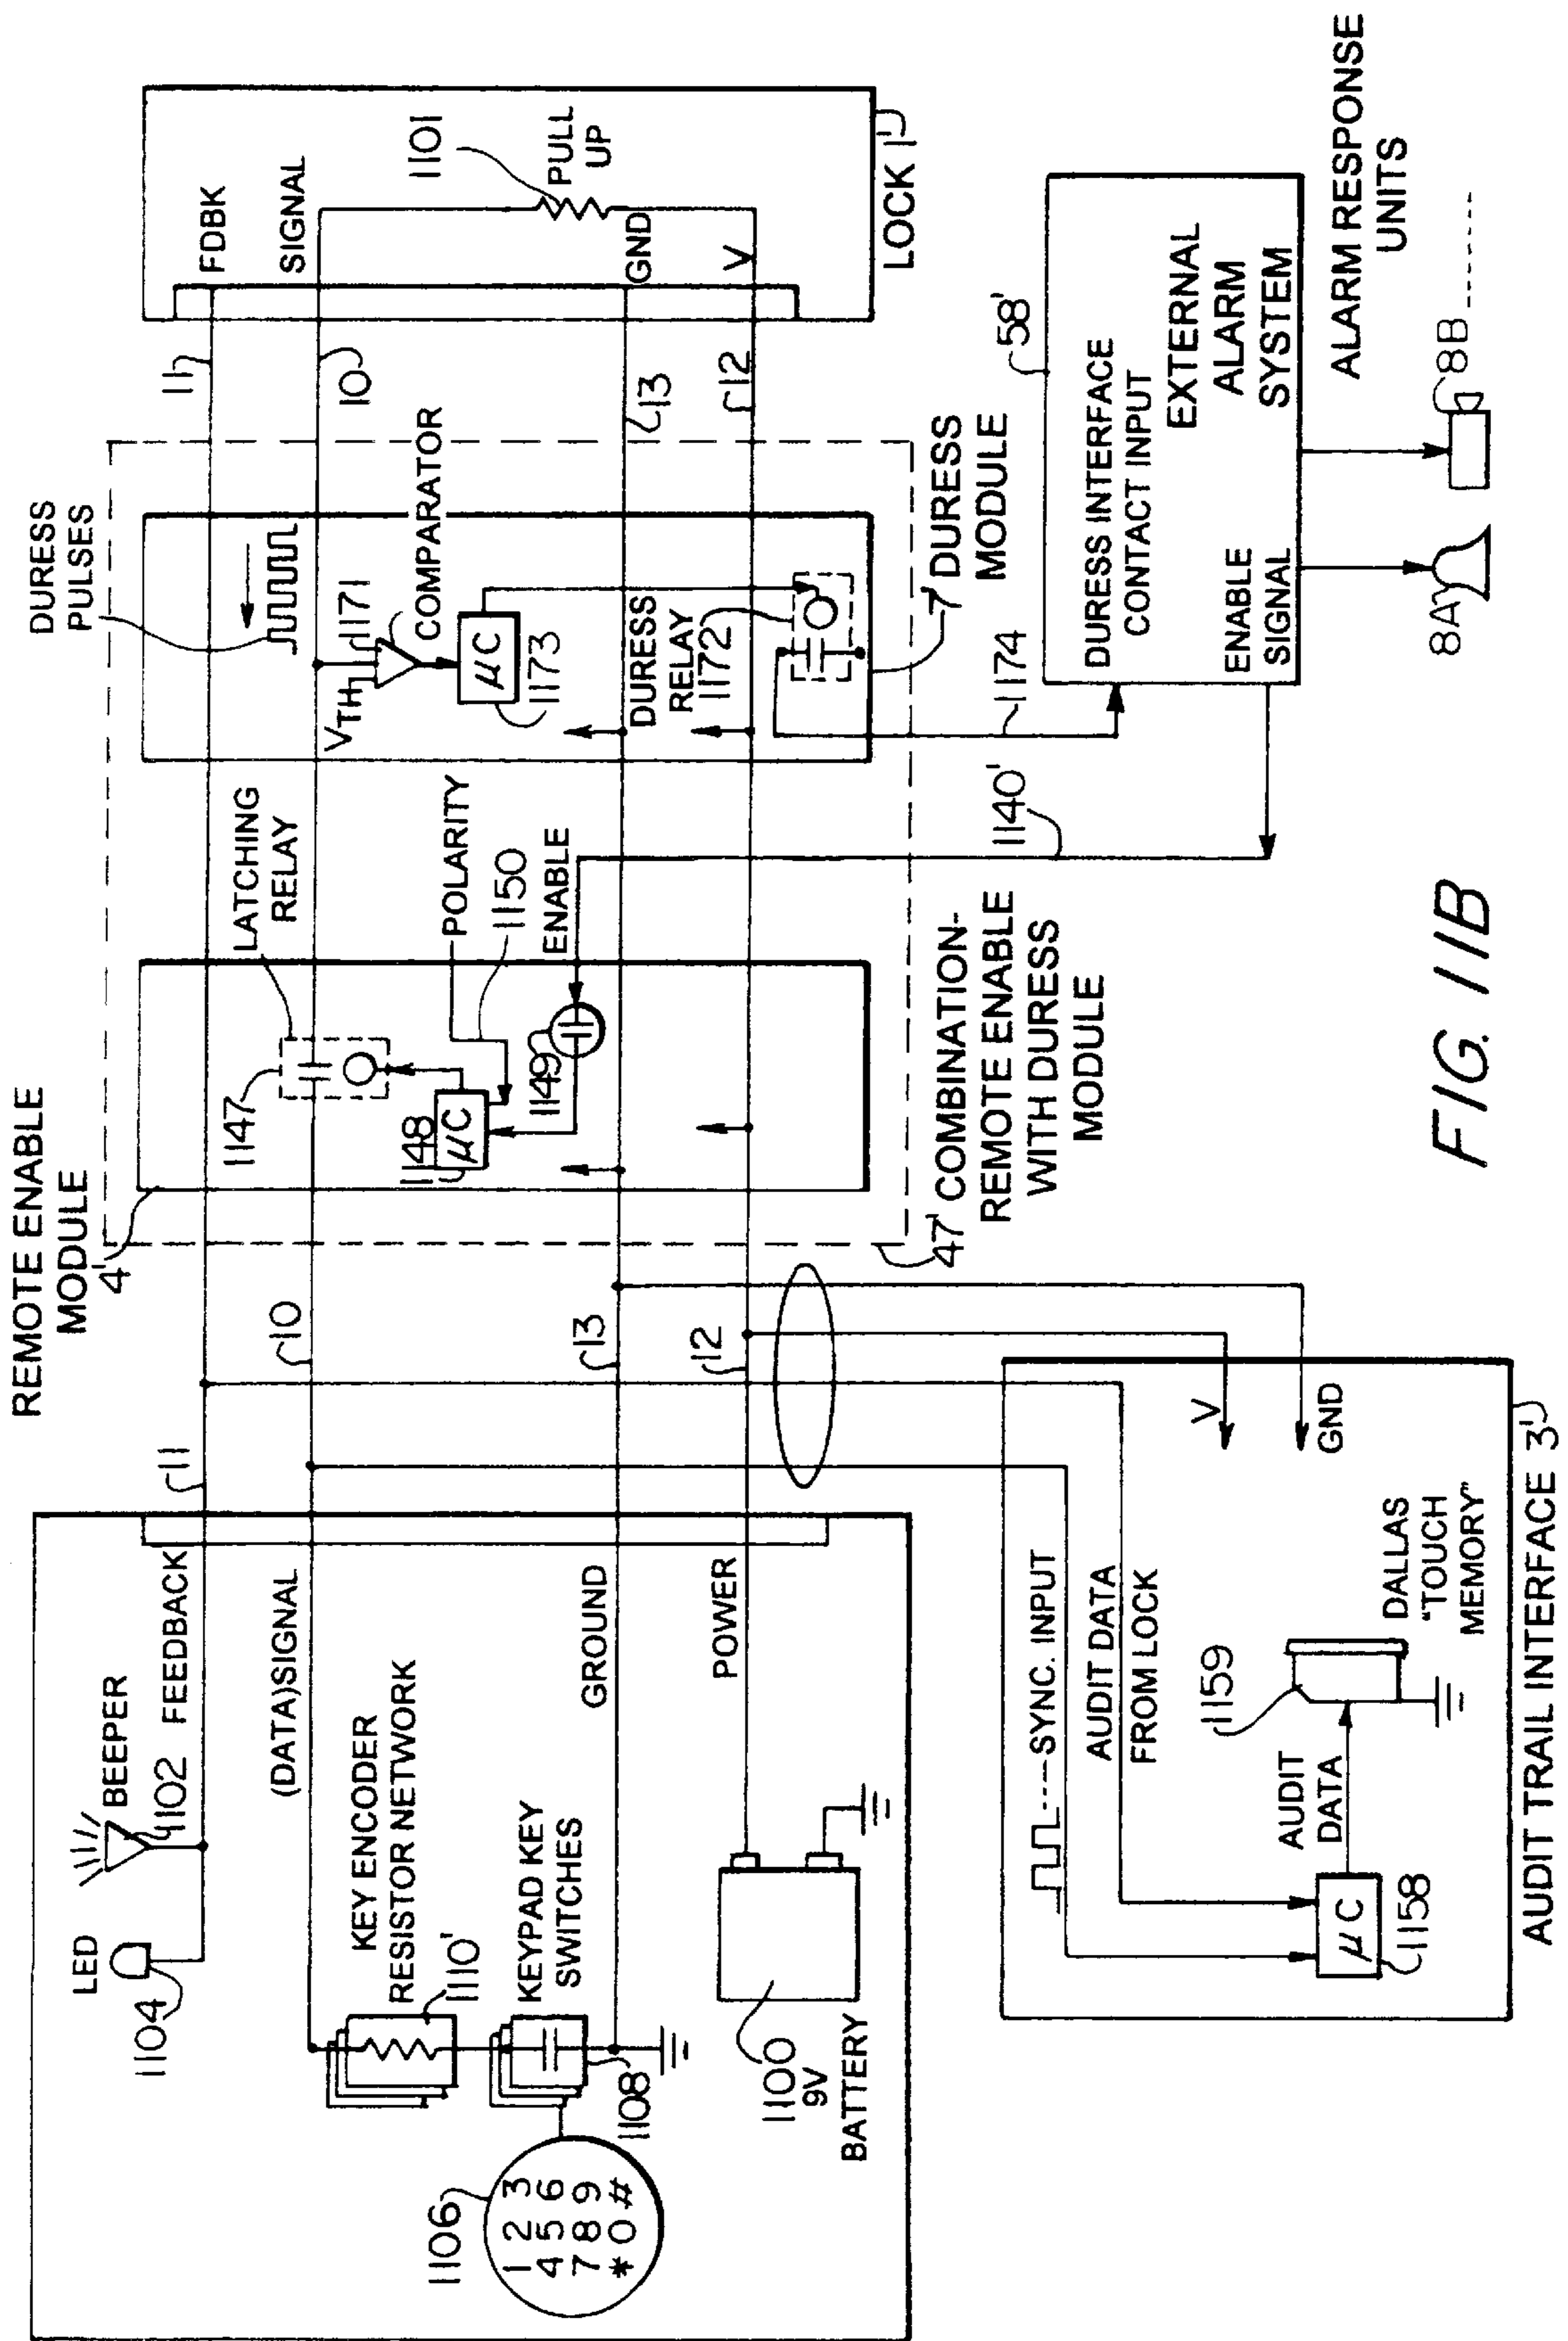 REMOTE ENABLE
MODULE
4'
LATCHING
RELAY
1147
DURESS
PULSES
11
FDBK
SIGNAL
10
1101
PULL
UP
GND
V
LOCK 1'
13
12
VTH
1171
COMPARATOR
μC
1173
DURESS
RELAY
1172
7' DURESS
MODULE
POLARITY
1150
ENABLE
1148
μC
1149
47' COMBINATION-
REMOTE ENABLE
WITH DURESS
MODULE
1140'
1174
58'
DURESS INTERFACE
CONTACT INPUT
EXTERNAL
ALARM
SYSTEM
ENABLE
SIGNAL
ALARM RESPONSE
UNITS
8A
8B
LED
1104
BEEPER
1102
FEEDBACK
11
(DATA)SIGNAL
10
KEY ENCODER
RESISTOR NETWORK
1110'
KEYPAD KEY
SWITCHES
1108
GROUND
13
POWER
12
1106
1 2 3
4 5 6
7 8 9
* 0 #
1100
9V
BATTERY
SYNC. INPUT
AUDIT DATA
FROM LOCK
V
GND
μC
1158
AUDIT
DATA
1159
DALLAS
"TOUCH
MEMORY"
AUDIT TRAIL INTERFACE 3'
FIG. 11B